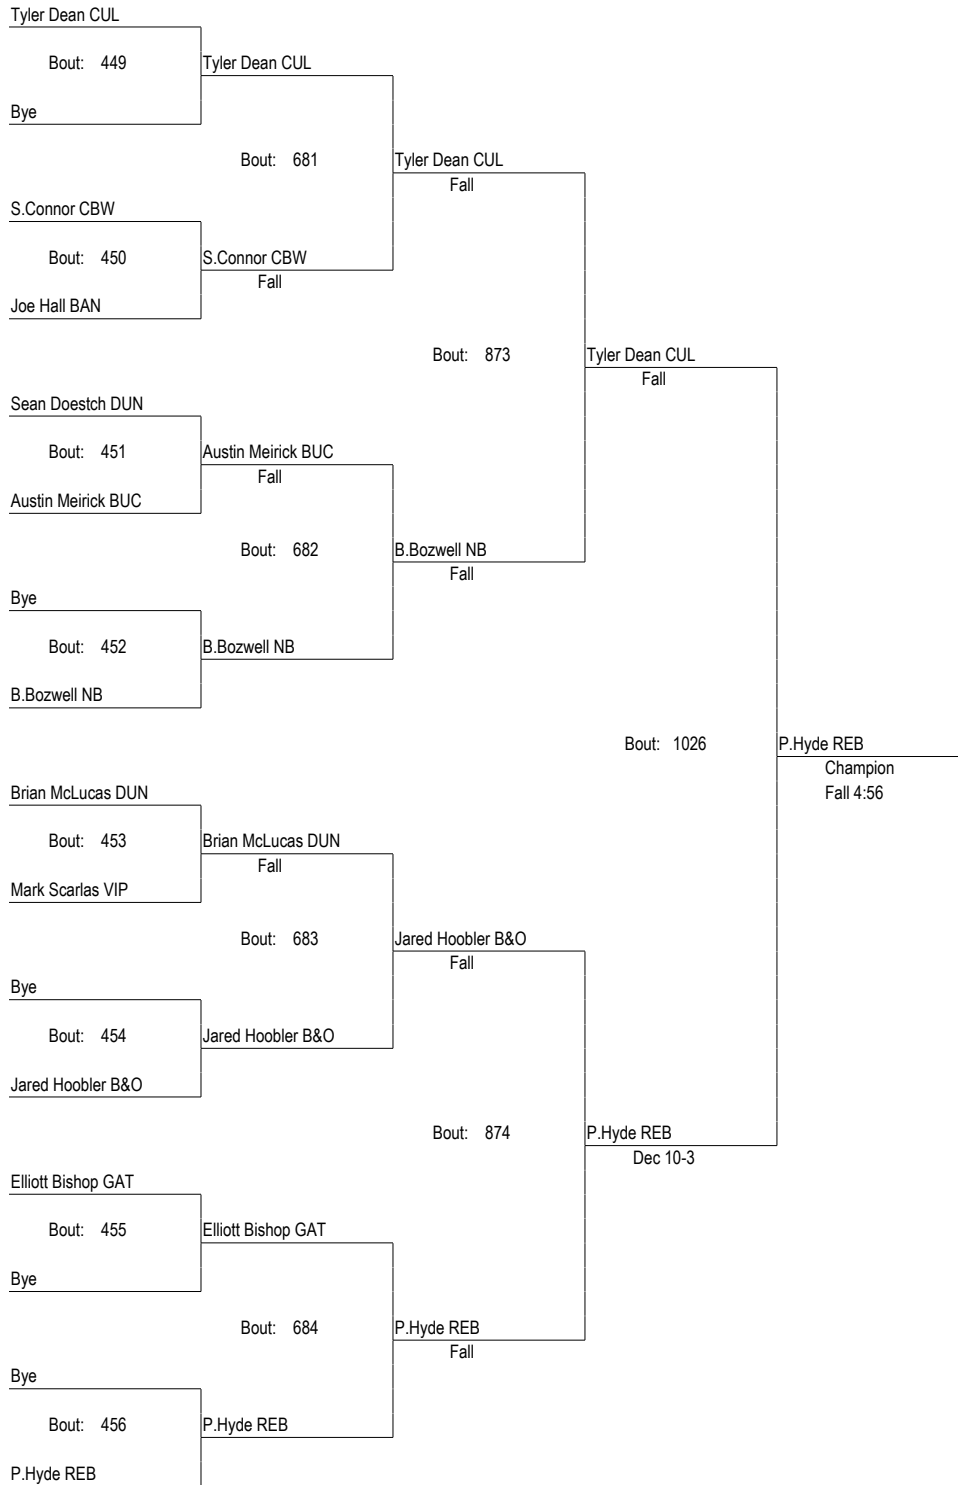 Tyler Dean CUL
Bout: 449
Tyler Dean CUL
Bye
Bout: 681
Tyler Dean CUL
Fall
S.Connor CBW
Bout: 450
S.Connor CBW
Fall
Joe Hall BAN
Bout: 873
Tyler Dean CUL
Fall
Sean Doestch DUN
Bout: 451
Austin Meirick BUC
Fall
Austin Meirick BUC
Bout: 682
B.Bozwell NB
Fall
Bye
Bout: 452
B.Bozwell NB
B.Bozwell NB
Bout: 1026
P.Hyde REB
Champion
Fall 4:56
Brian McLucas DUN
Bout: 453
Brian McLucas DUN
Fall
Mark Scarlas VIP
Bout: 683
Jared Hoobler B&O
Fall
Bye
Bout: 454
Jared Hoobler B&O
Jared Hoobler B&O
Bout: 874
P.Hyde REB
Dec 10-3
Elliott Bishop GAT
Bout: 455
Elliott Bishop GAT
Bye
Bout: 684
P.Hyde REB
Fall
Bye
Bout: 456
P.Hyde REB
P.Hyde REB